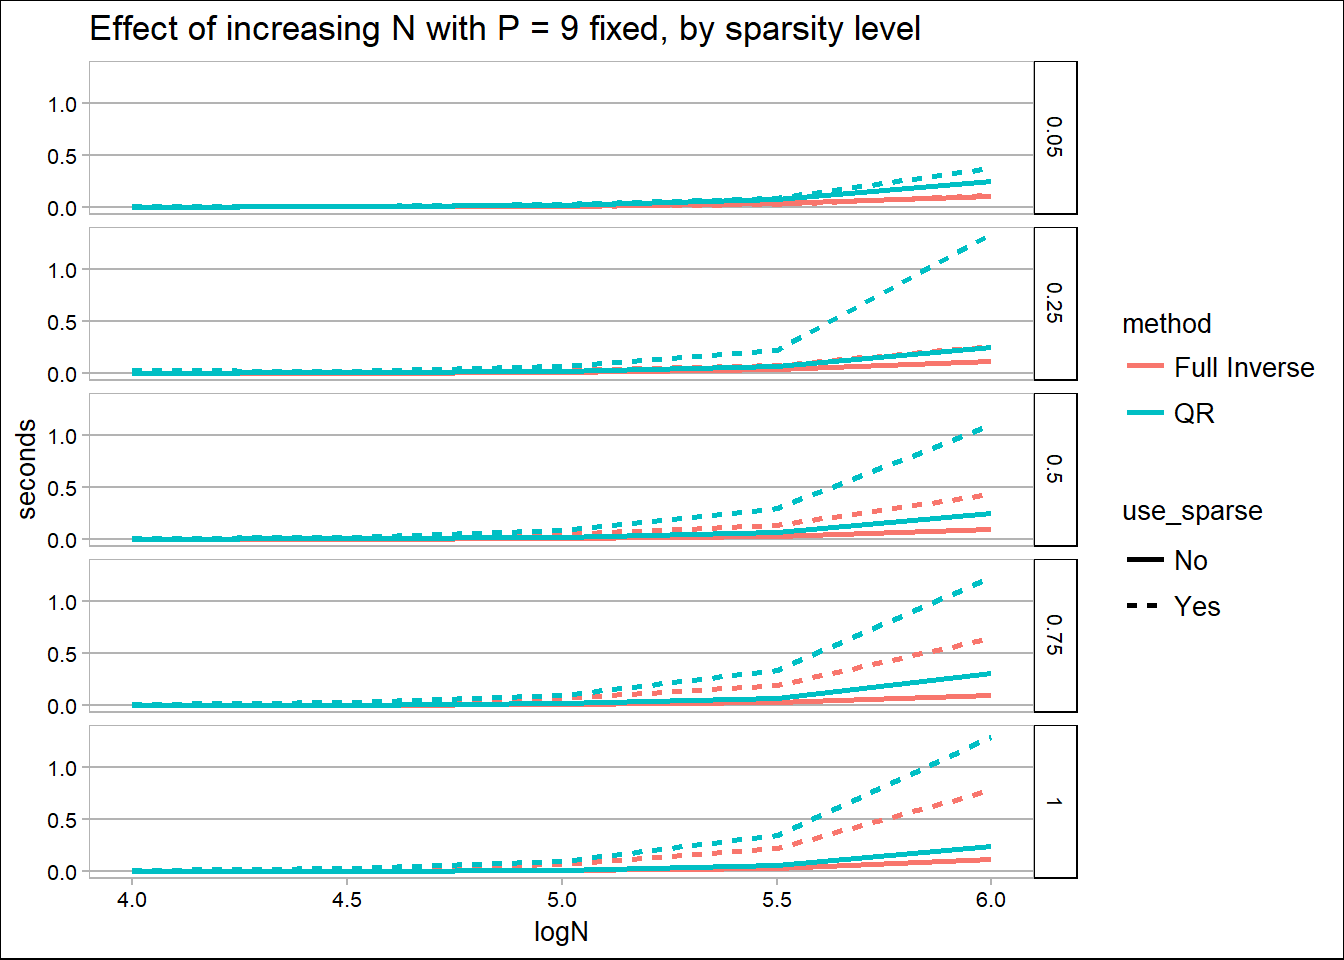 Effect of increasing N with P = 9 fixed, by sparsity level
1.0
0.5
0.0
0.05
1.0
0.5
0.0
0.25
1.0
0.5
0.0
0.5
1.0
0.5
0.0
0.75
1.0
0.5
0.0
1
4.0 4.5 5.0 5.5 6.0
logN
seconds
method
Full Inverse
QR
use_sparse
No
Yes